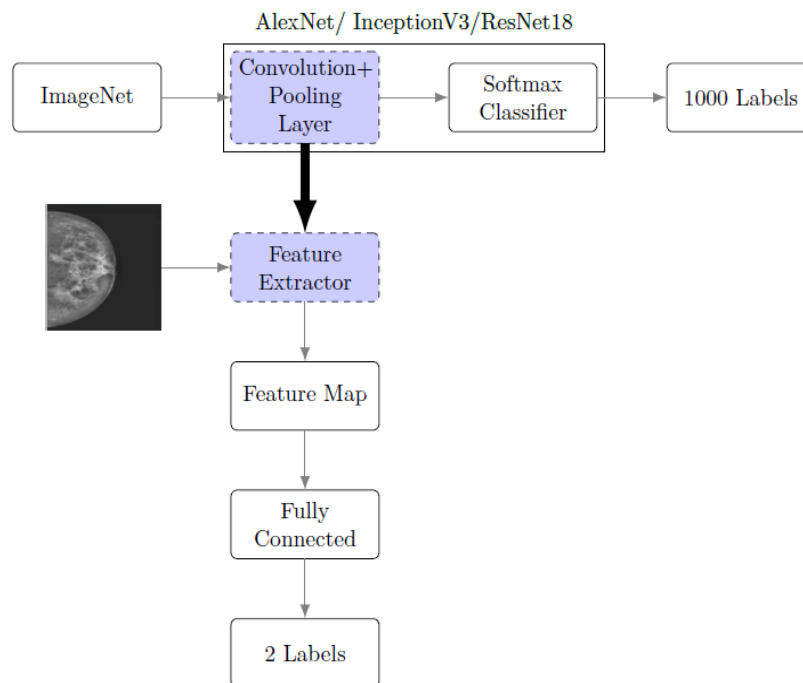 AlexNet/ InceptionV3/ResNet18
ImageNet
Convolution+
Pooling
Layer
Softmax
Classifier
1000 Labels
Feature
Extractor
Feature Map
Fully
Connected
2 Labels